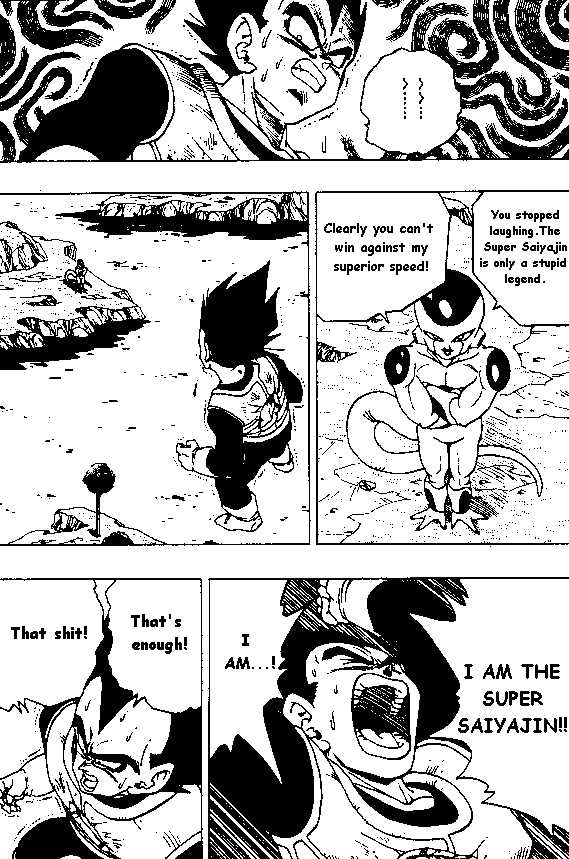 You stopped
laughing.The
Super Saiyajin
is only a stupid
legend.
Clearly you can't
win against my
superior speed!
That's
enough!
That shit!
I
AM...!
I AM THE
SUPER
SAIYAJIN!!